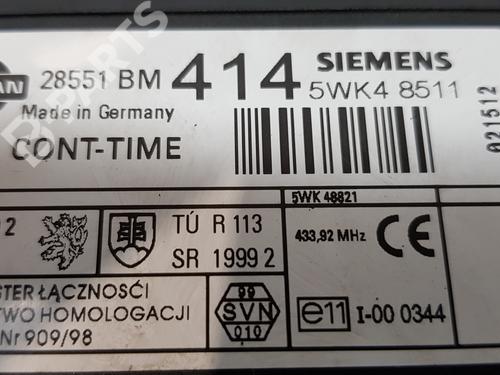 AN 28551 BM 414 SIEMENS
Made in Germany 5WK4 8511
CONT-TIME
021512
5WK 48821
2 TÚ R 113
SR 1999 2
433,92 MHz CE
STER ŁĄCZNOŚCI
TWO HOMOLOGACJI
Nr 909/98
99
SVN
010
e11 I-00 0344